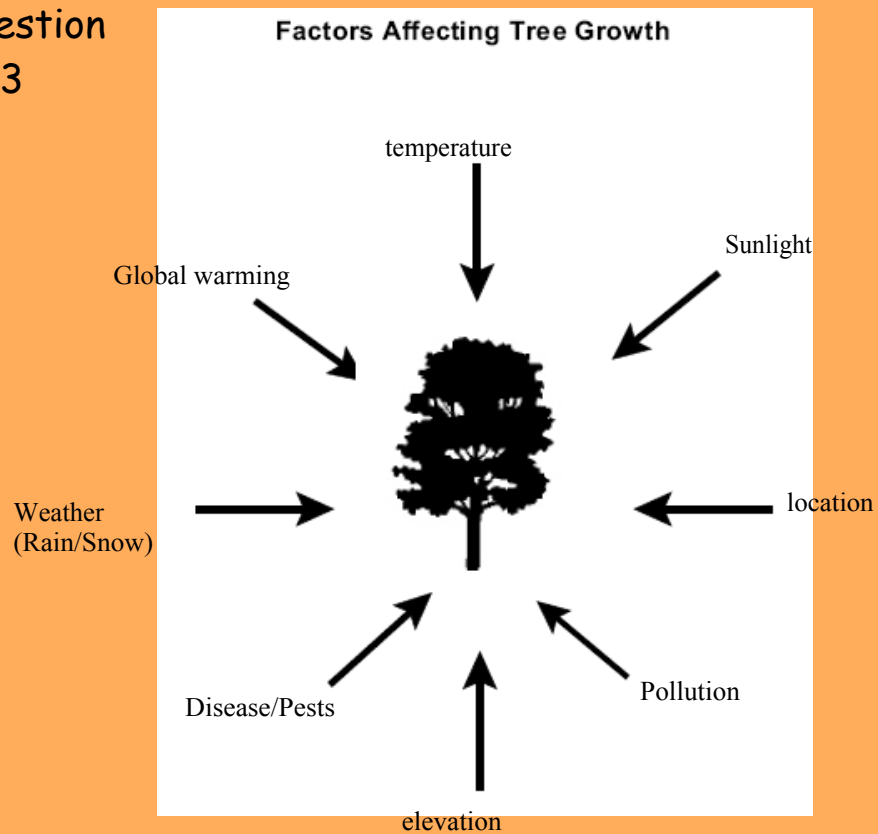 estion
3
Factors Affecting Tree Growth
temperature
Sunlight
Global warming
location
Weather
(Rain/Snow)
Disease/Pests
Pollution
elevation